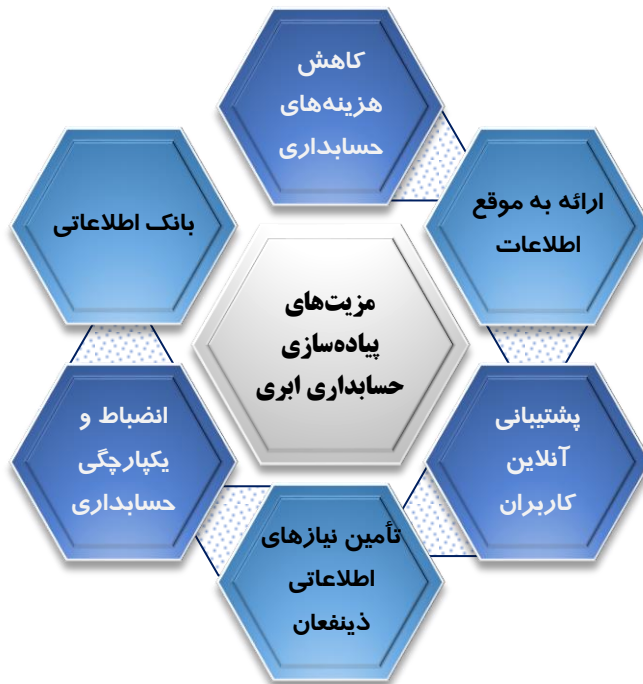 کاهش
هزینه‌های
حسابداری
ارائه به موقع
اطلاعات
بانک اطلاعاتی
مزیت‌های
پیاده‌سازی
حسابداری ابری
پشتیبانی
آنلاین
کاربران
انضباط و
یکپارچگی
حسابداری
تأمین نیازهای
اطلاعاتی
ذینفعان